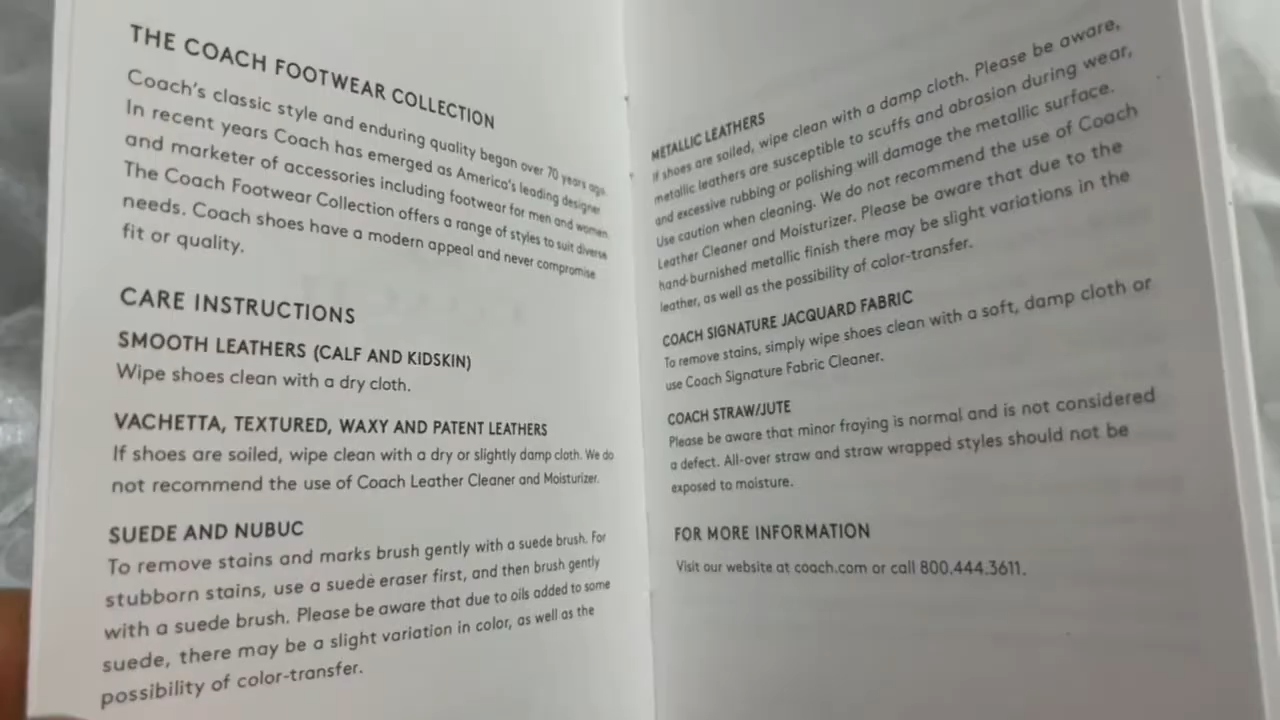 THE COACH FOOTWEAR COLLECTION
Coach's classic style and enduring quality began over 70 years ago.
In recent years Coach has emerged as America's leading designer
and marketer of accessories including footwear for men and women.
The Coach Footwear Collection offers a range of styles to suit diverse
needs. Coach shoes have a modern appeal and never compromise
fit or quality.
CARE INSTRUCTIONS
SMOOTH LEATHERS (CALF AND KIDSKIN)
Wipe shoes clean with a dry cloth.
VACHETTA, TEXTURED, WAXY AND PATENT LEATHERS
If shoes are soiled, wipe clean with a dry or slightly damp cloth. We do
not recommend the use of Coach Leather Cleaner and Moisturizer.
SUEDE AND NUBUC
To remove stains and marks brush gently with a suede brush. For
stubborn stains, use a suede eraser first, and then brush gently
with a suede brush. Please be aware that due to oils added to some
suede, there may be a slight variation in color, as well as the
possibility of color-transfer.
METALLIC LEATHERS
If shoes are soiled, wipe clean with a damp cloth. Please be aware,
metallic leathers are susceptible to scuffs and abrasion during wear,
and excessive rubbing or polishing will damage the metallic surface.
Use caution when cleaning. We do not recommend the use of Coach
Leather Cleaner and Moisturizer. Please be aware that due to the
hand-burnished metallic finish there may be slight variations in the
leather, as well as the possibility of color-transfer.
COACH SIGNATURE JACQUARD FABRIC
To remove stains, simply wipe shoes clean with a soft, damp cloth or
use Coach Signature Fabric Cleaner.
COACH STRAW/JUTE
Please be aware that minor fraying is normal and is not considered
a defect. All-over straw and straw wrapped styles should not be
exposed to moisture.
FOR MORE INFORMATION
Visit our website at coach.com or call 800.444.3611.